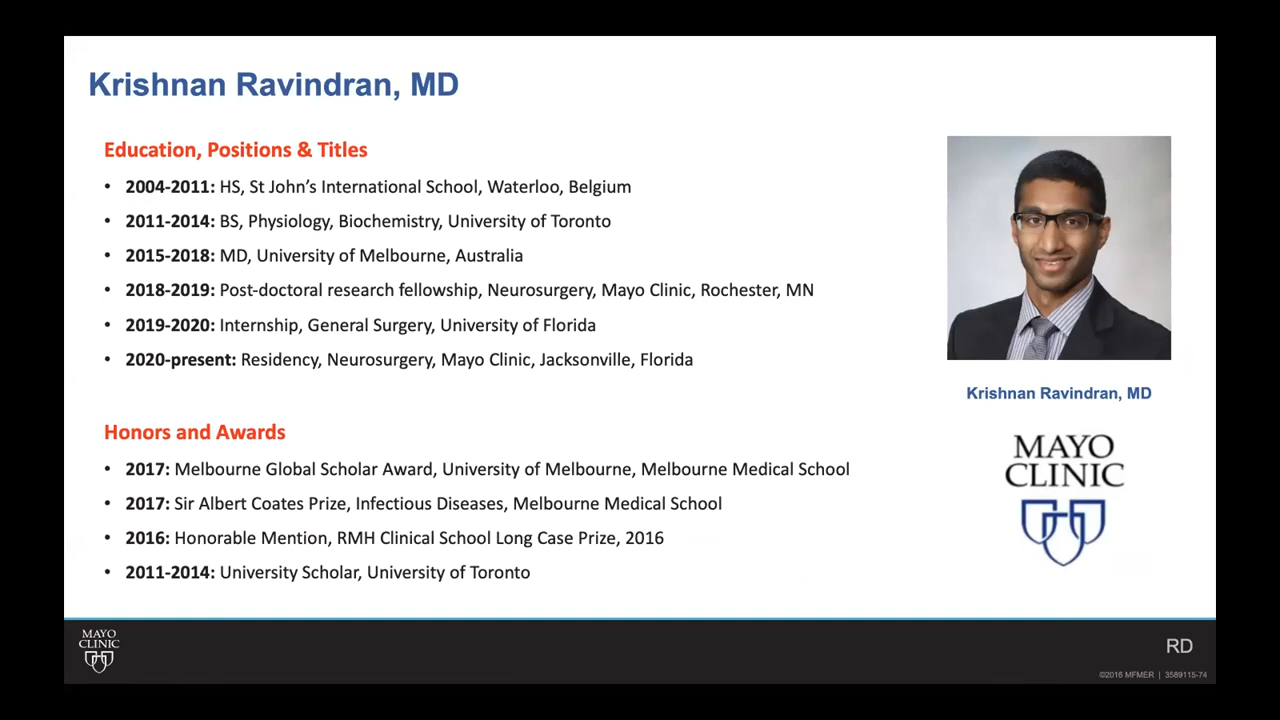 Krishnan Ravindran, MD
Education, Positions & Titles
• 2004-2011: HS, St John’s International School, Waterloo, Belgium
• 2011-2014: BS, Physiology, Biochemistry, University of Toronto
• 2015-2018: MD, University of Melbourne, Australia
• 2018-2019: Post-doctoral research fellowship, Neurosurgery, Mayo Clinic, Rochester, MN
• 2019-2020: Internship, General Surgery, University of Florida
• 2020-present: Residency, Neurosurgery, Mayo Clinic, Jacksonville, Florida
Honors and Awards
• 2017: Melbourne Global Scholar Award, University of Melbourne, Melbourne Medical School
• 2017: Sir Albert Coates Prize, Infectious Diseases, Melbourne Medical School
• 2016: Honorable Mention, RMH Clinical School Long Case Prize, 2016
• 2011-2014: University Scholar, University of Toronto
Krishnan Ravindran, MD
MAYO
CLINIC
MAYO
CLINIC
RD
©2016 MFMER | 3589115-74